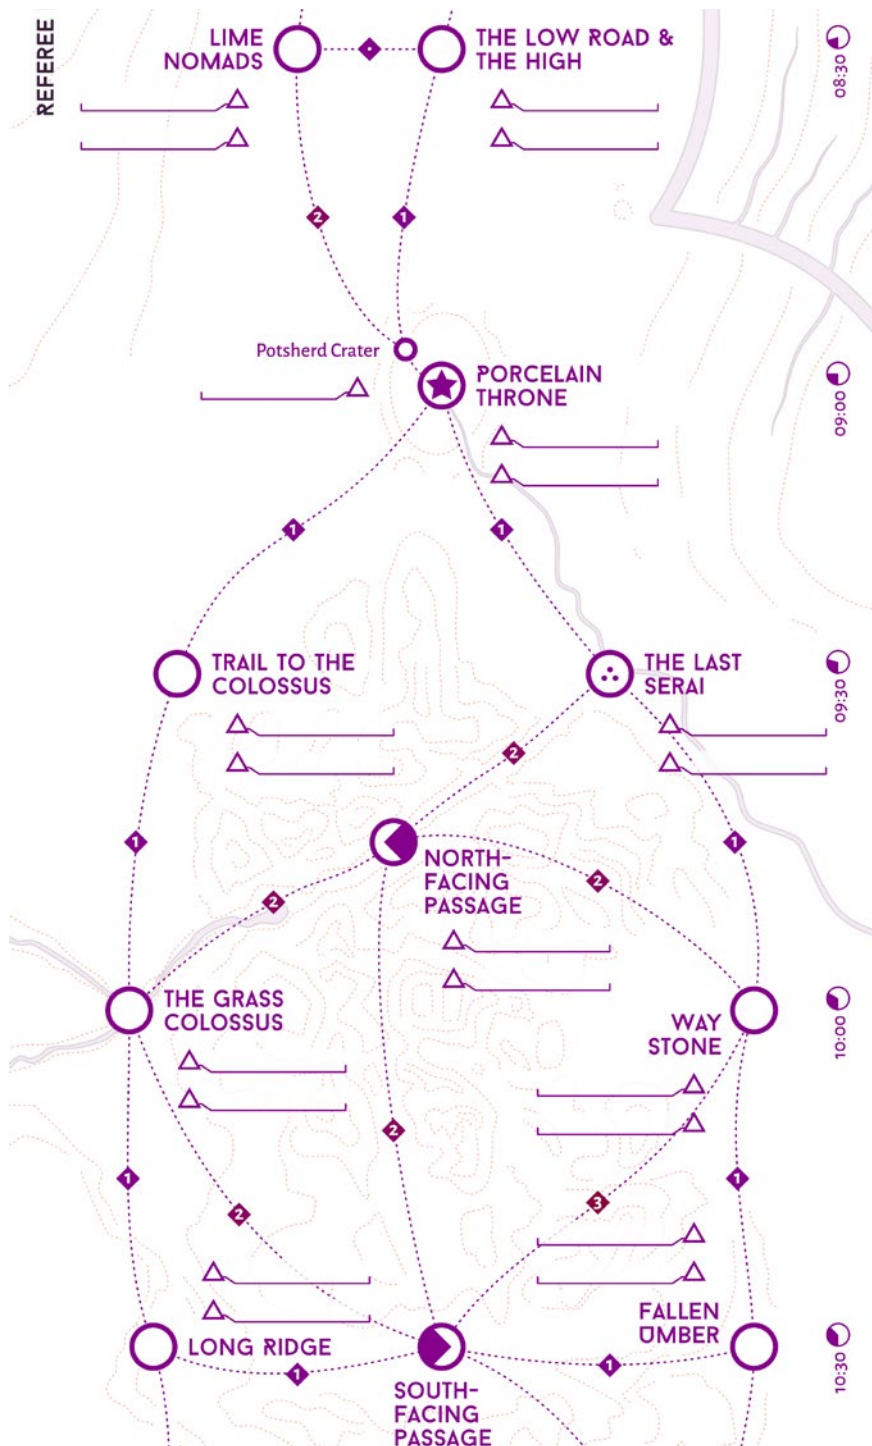 REFEREE
LIME
NOMADS
•
THE LOW ROAD &
THE HIGH
08:30
2
1
Potsherd Crater
PORCELAIN
THRONE
09:00
1
1
TRAIL TO THE
COLOSSUS
THE LAST
SERAI
09:30
2
1
1
NORTH-
FACING
PASSAGE
2
2
THE GRASS
COLOSSUS
WAY
STONE
10:00
2
1
1
3
2
LONG RIDGE
FALLEN
UMBER
10:30
1
1
SOUTH-
FACING
PASSAGE